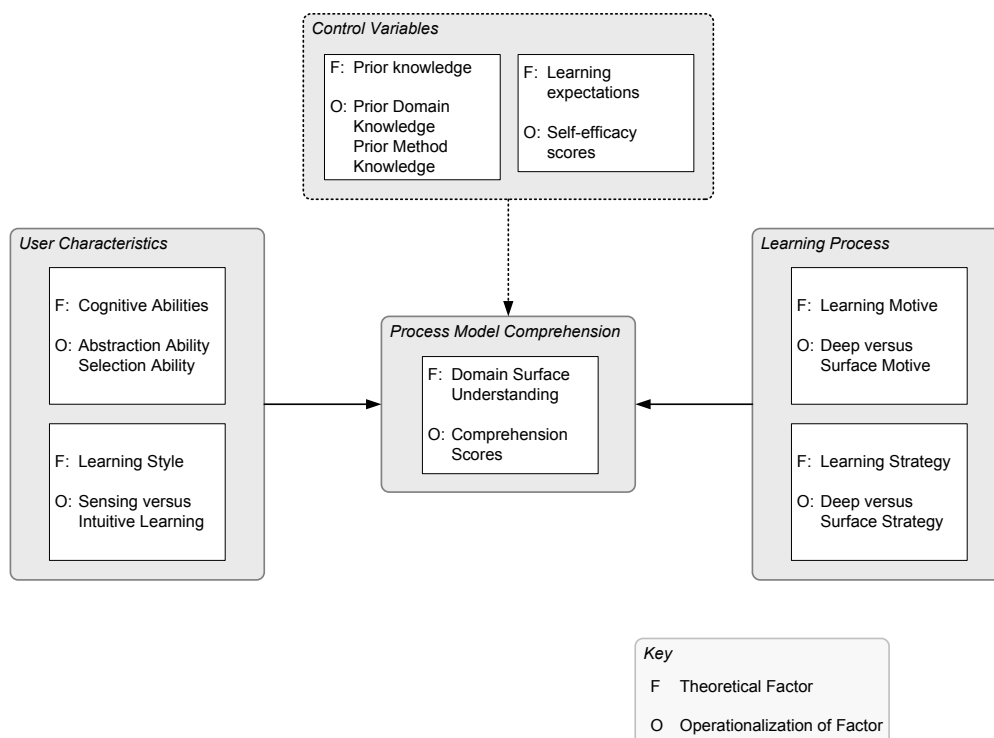 Control Variables
F: Prior knowledge
O: Prior Domain
Knowledge
Prior Method
Knowledge
F: Learning
expectations
O: Self-efficacy
scores
User Characteristics
F: Cognitive Abilities
O: Abstraction Ability
Selection Ability
F: Learning Style
O: Sensing versus
Intuitive Learning
Process Model Comprehension
F: Domain Surface
Understanding
O: Comprehension
Scores
Learning Process
F: Learning Motive
O: Deep versus
Surface Motive
F: Learning Strategy
O: Deep versus
Surface Strategy
Key
F Theoretical Factor
O Operationalization of Factor